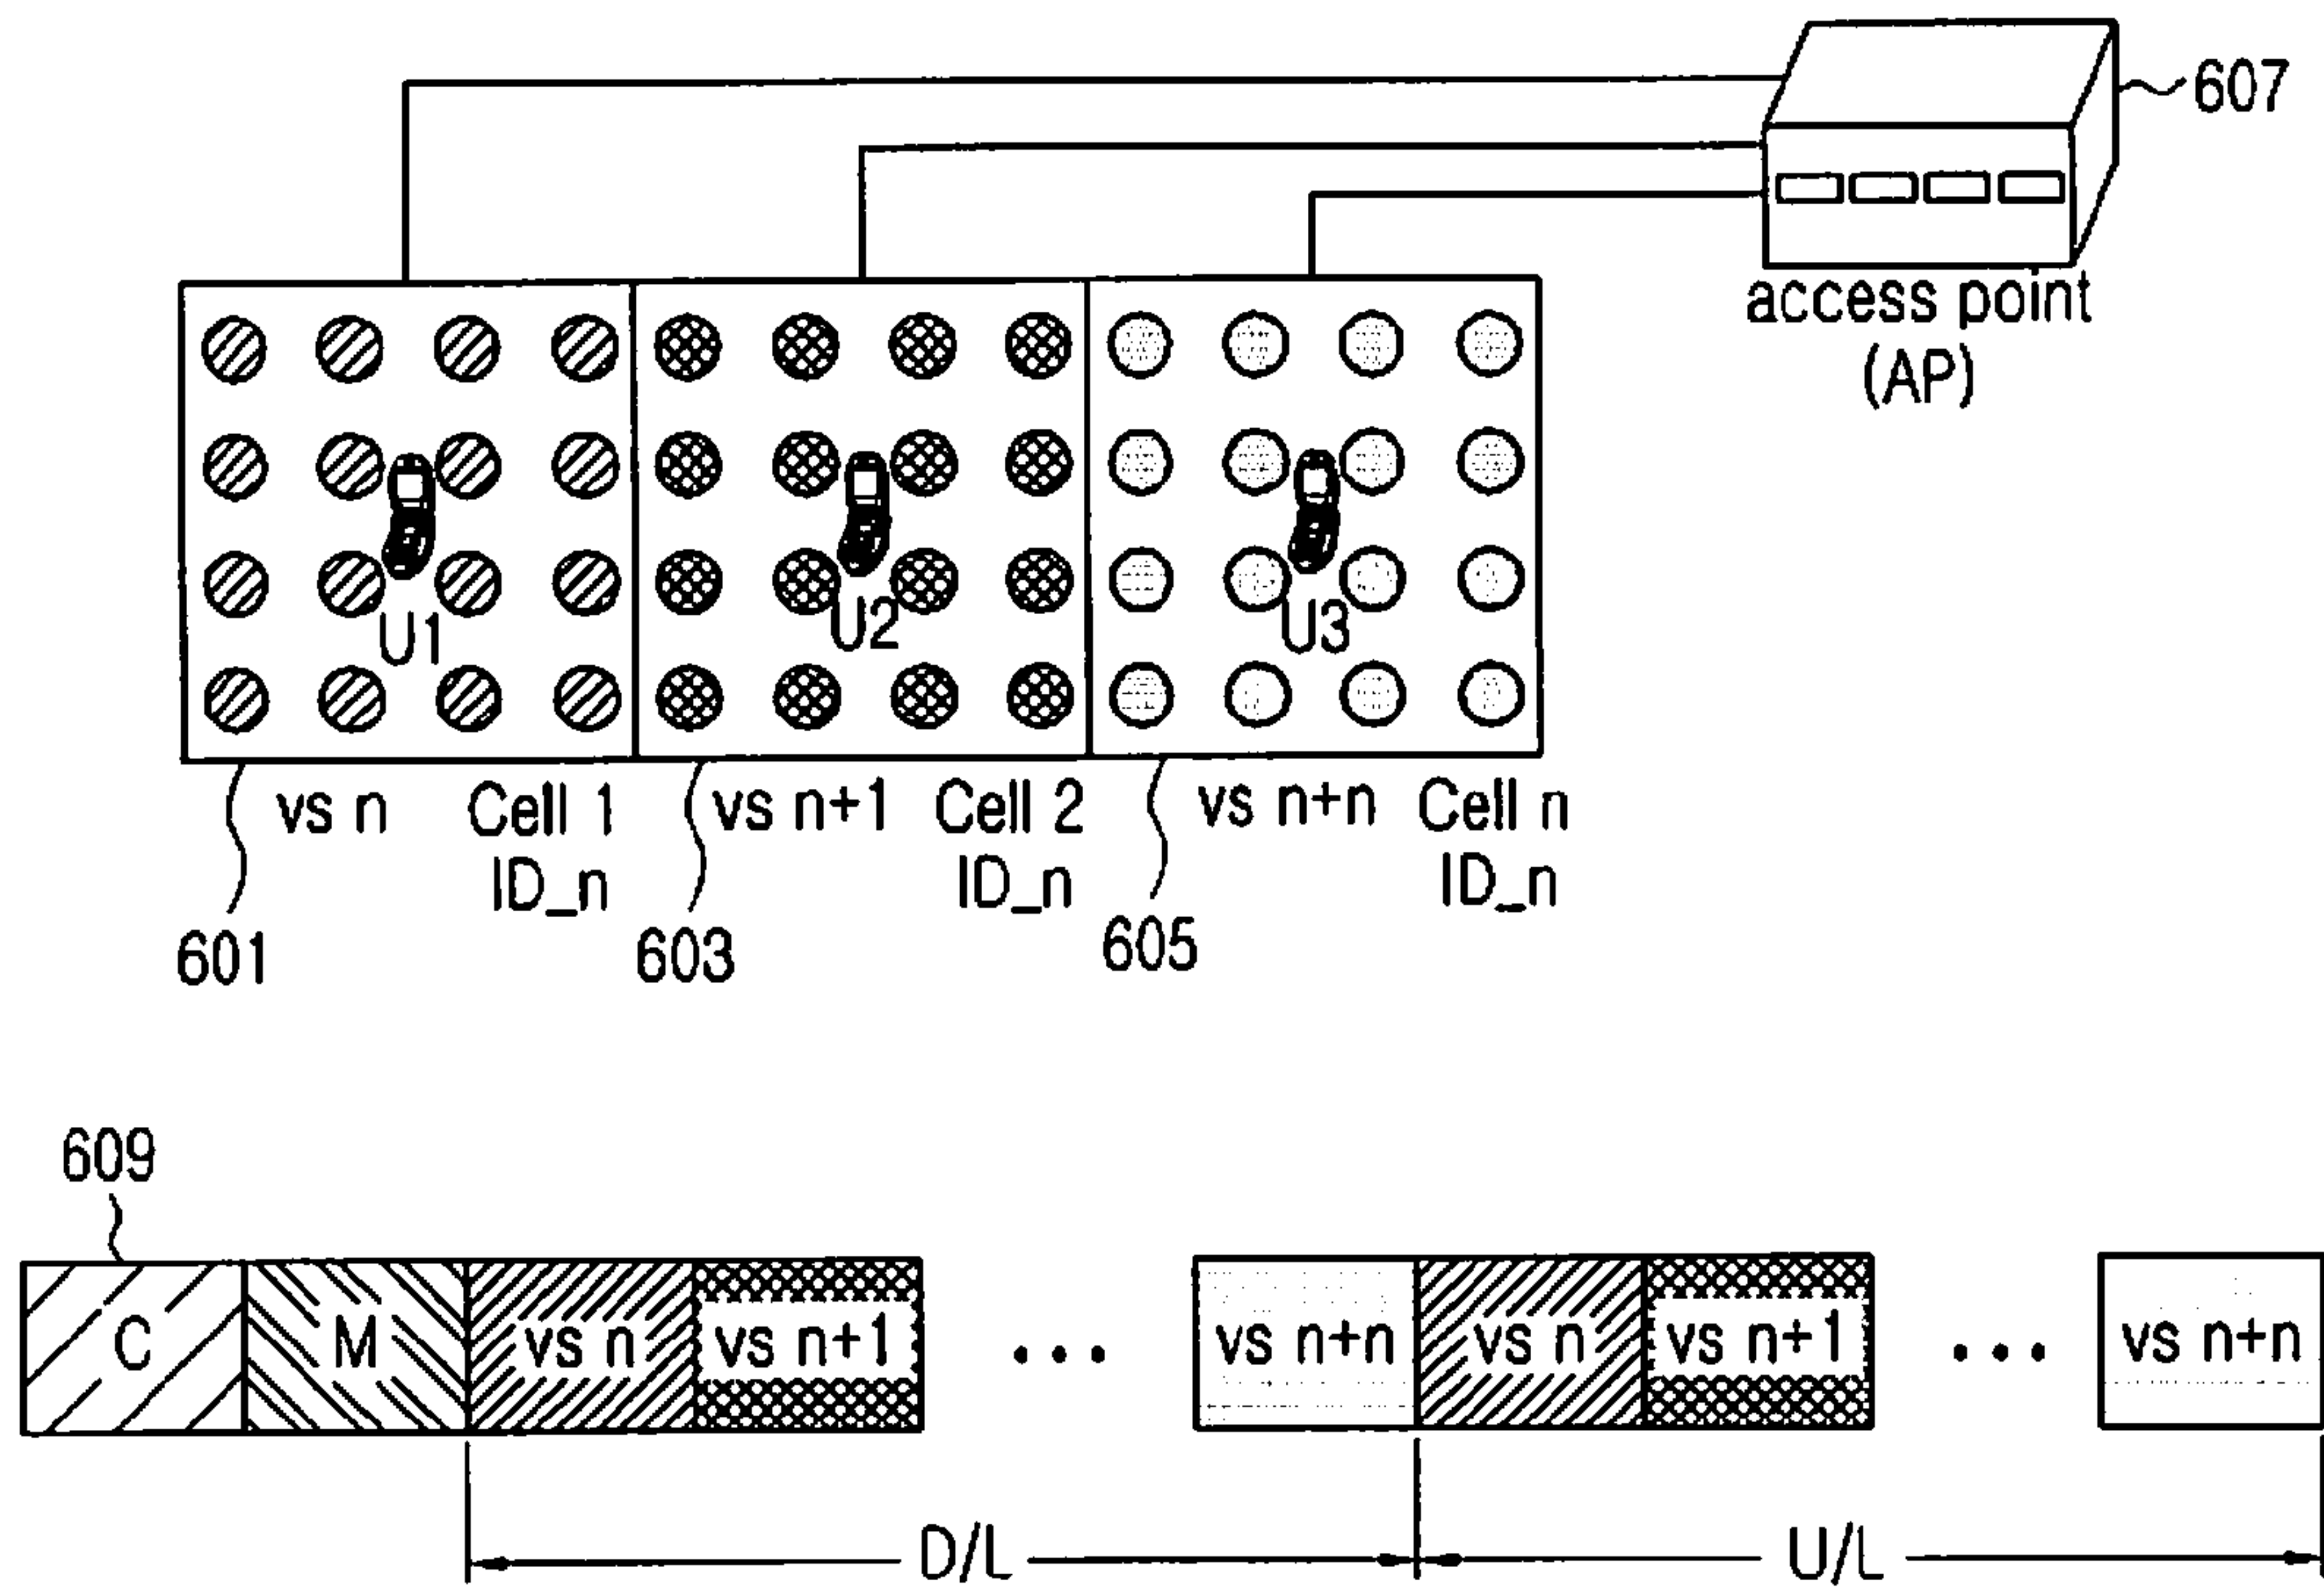 607
access point
(AP)
U1 U2 U3
vs n Cell 1 vs n+1 Cell 2 vs n+n Cell n
ID_n ID_n ID_n
601 603 605
609
C M vs n vs n+1 ••• vs n+n vs n vs n+1 ••• vs n+n
D/L U/L